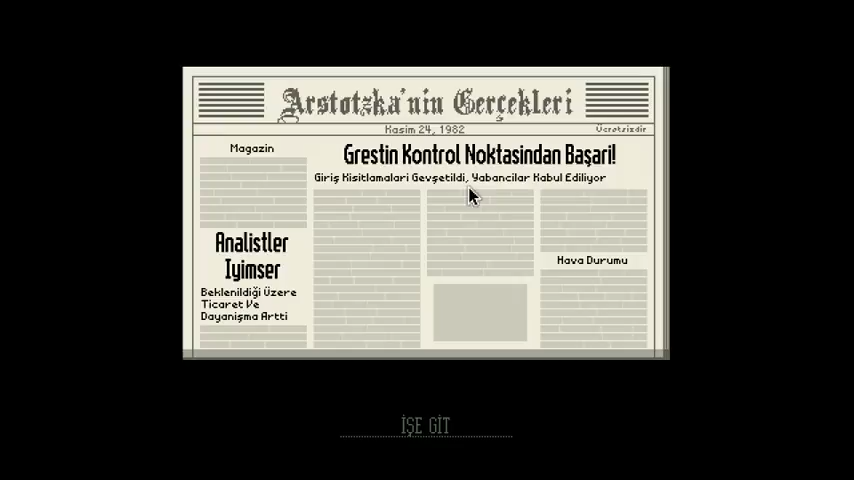 Arstotzka'nin Gerçekleri
Kasim 24, 1982
Ücretsizdir
Magazin
Grestin Kontrol Noktasindan Başari!
Giriş Kisitlamalari Gevşetildi, Yabancilar Kabul Ediliyor
Analistler
Iyimser
Beklenildiği Üzere
Ticaret Ve
Dayanişma Artti
Hava Durumu
İŞE GİT